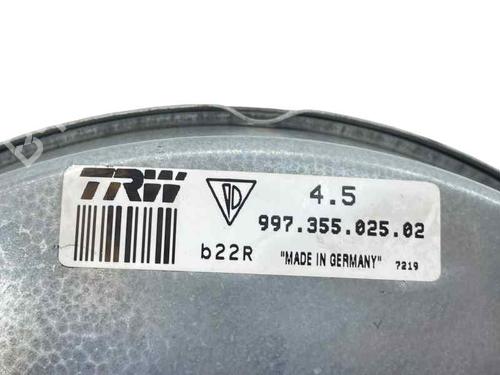 TRW
4.5
997.355.025.02
b22R
"MADE IN GERMANY"
7219